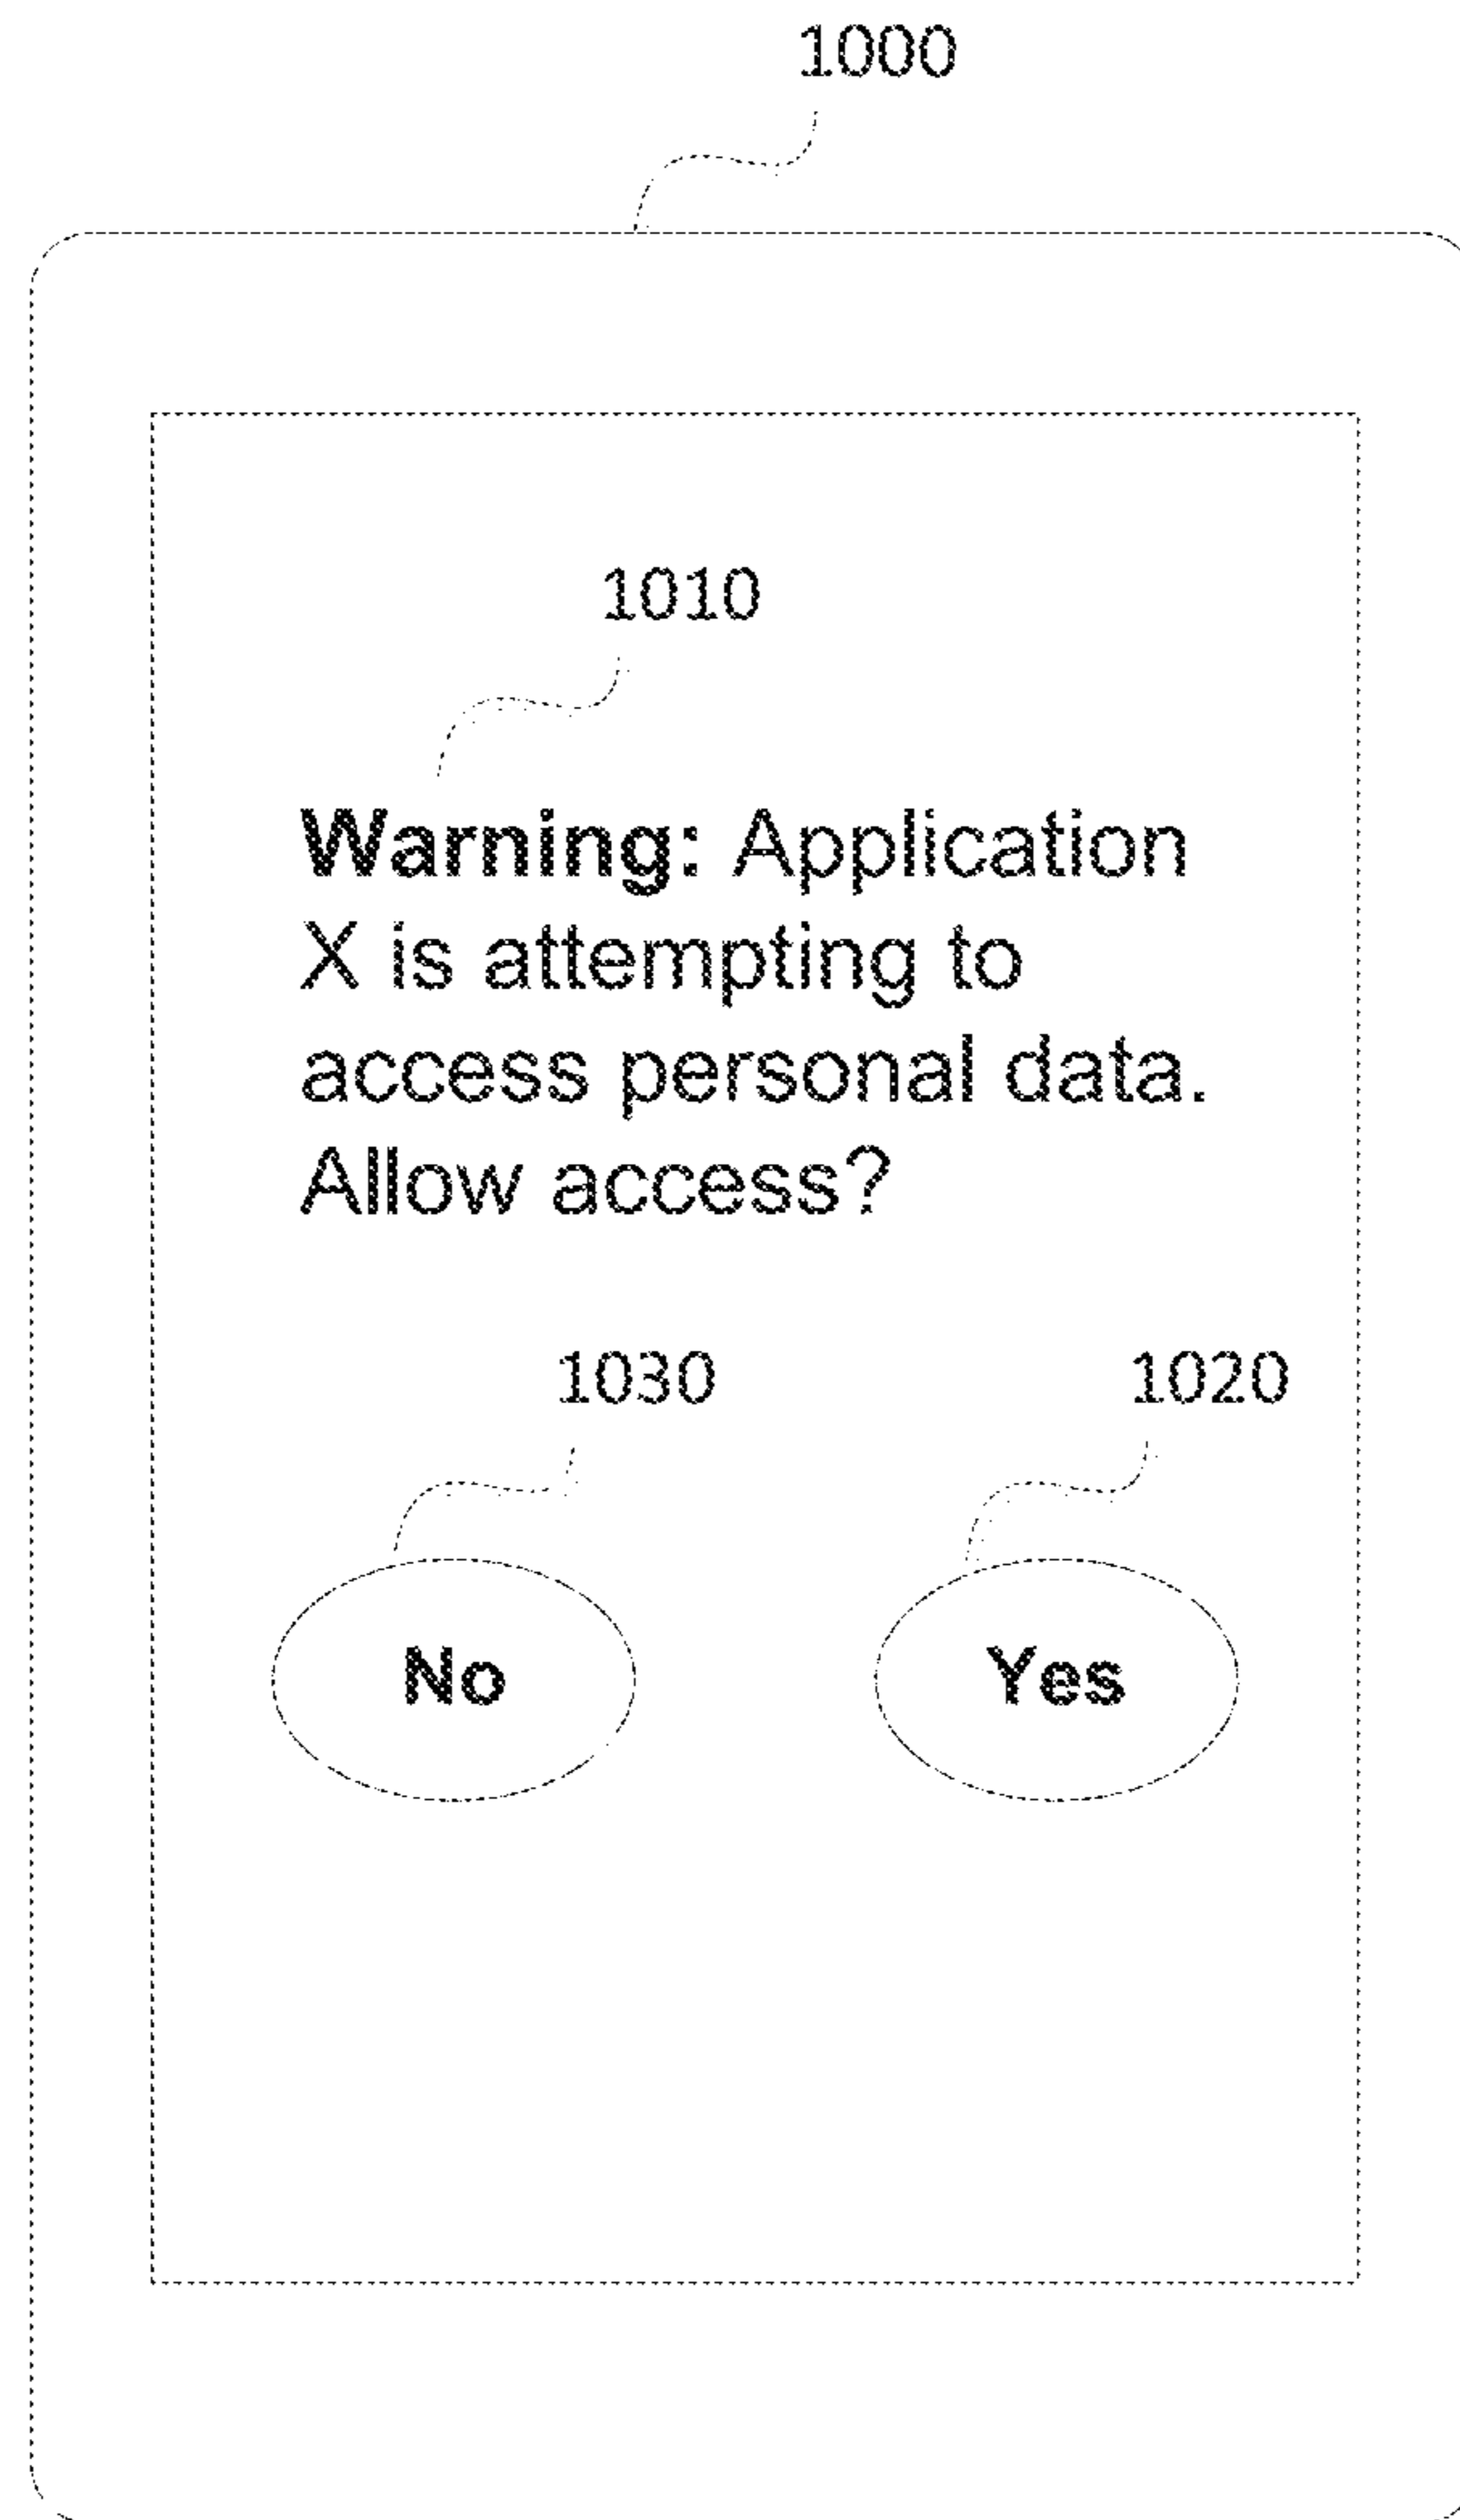 1000
1010
Warning: Application
X is attempting to
access personal data.
Allow access?
1030 1020
No Yes